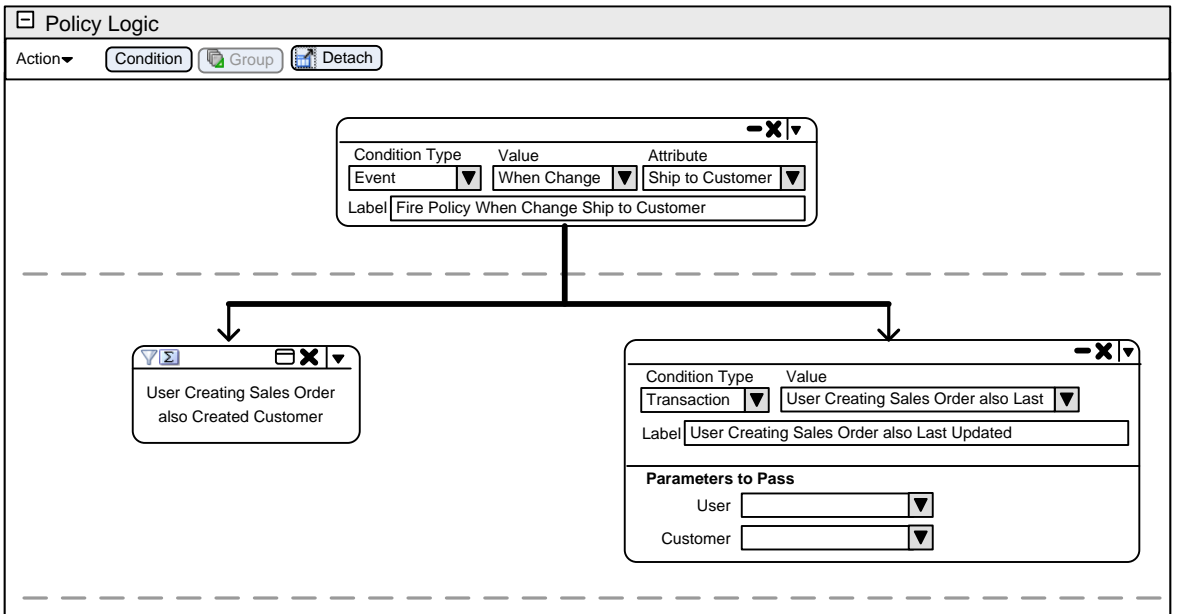 Policy Logic
Action Condition Group Detach
Condition Type Value Attribute
Event When Change Ship to Customer
Label Fire Policy When Change Ship to Customer
Σ
User Creating Sales Order
also Created Customer
Condition Type Value
Transaction User Creating Sales Order also Last
Label User Creating Sales Order also Last Updated
Parameters to Pass
User
Customer